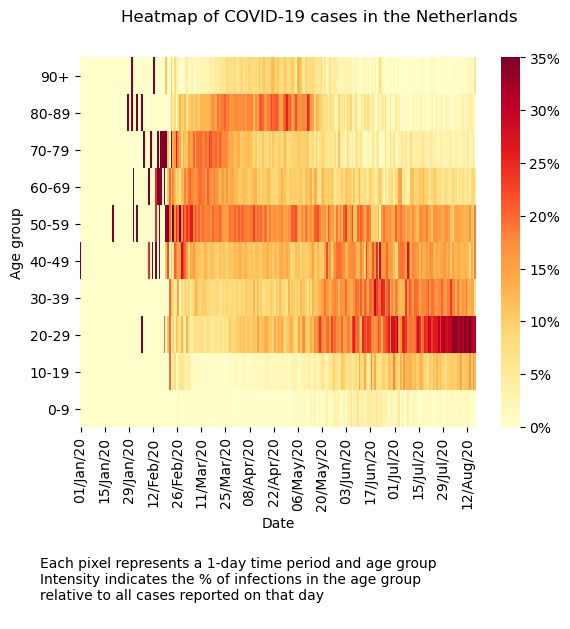 Heatmap of COVID-19 cases in the Netherlands
90+
80-89
70-79
60-69
50-59
40-49
30-39
20-29
10-19
0-9
Age group
35%
30%
25%
20%
15%
10%
5%
0%
01/Jan/20
15/Jan/20
29/Jan/20
12/Feb/20
26/Feb/20
11/Mar/20
25/Mar/20
08/Apr/20
22/Apr/20
06/May/20
20/May/20
03/Jun/20
17/Jun/20
01/Jul/20
15/Jul/20
29/Jul/20
12/Aug/20
Date
Each pixel represents a 1-day time period and age group
Intensity indicates the % of infections in the age group
relative to all cases reported on that day